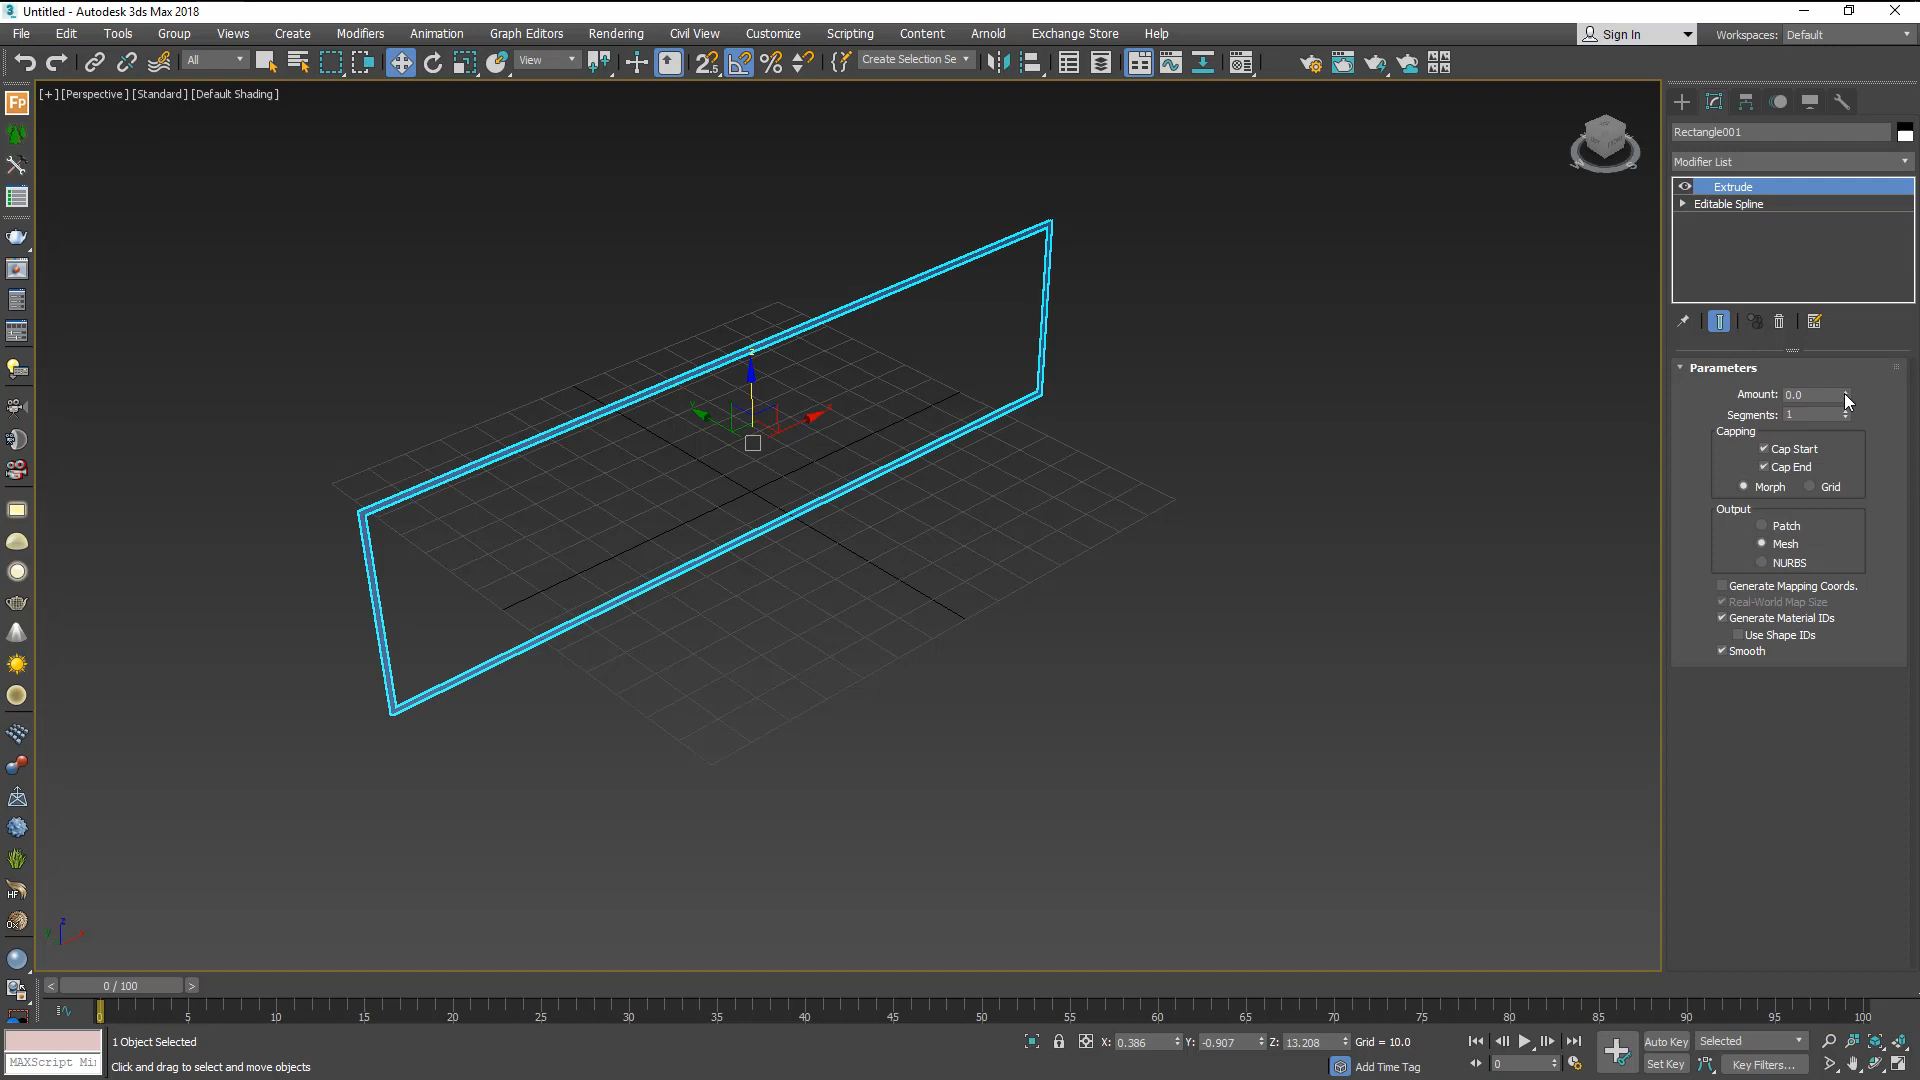 Untitled - Autodesk 3ds Max 2018
File Edit Tools Group Views Create Modifiers Animation Graph Editors Rendering Civil View Customize Scripting Content Arnold Exchange Store Help
Sign In
Workspaces: Default
All
View
Create Selection Se
[+] [Perspective ] [Standard ] [Default Shading ]
Rectangle001
Modifier List
Extrude
Editable Spline
Parameters
Amount: 0.0
Segments: 1
Capping
Cap Start
Cap End
Morph Grid
Output
Patch
Mesh
NURBS
Generate Mapping Coords.
Real-World Map Size
Generate Material IDs
Use Shape IDs
Smooth
z
x
y
z
x
y
0 / 100
0 5 10 15 20 25 30 35 40 45 50 55 60 65 70 75 80 85 90 95 100
1 Object Selected
X: 0.386 Y: -0.907 Z: 13.208 Grid = 10.0
Auto Key Selected
MAXScript Mi
Click and drag to select and move objects
Add Time Tag
0
Set Key Key Filters...